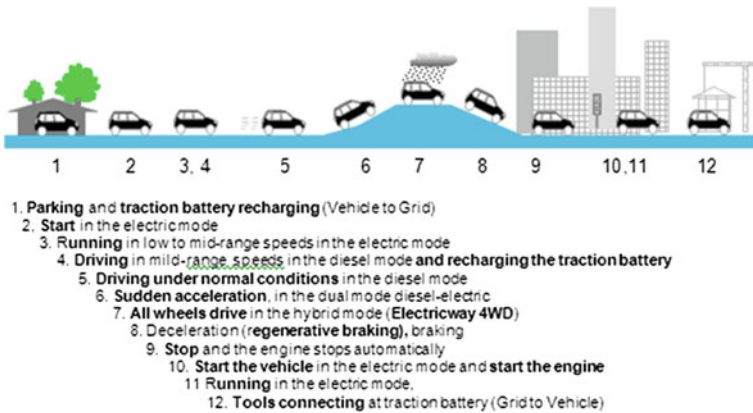 1
2
3, 4
5
6
7
8
9
10,11
12
1. Parking and traction battery recharging (Vehicle to Grid)
2, Start in the electric mode
3. Running in low to mid-range speeds in the electric mode
4. Driving in mild-range speeds in the diesel mode and recharging the traction battery
5. Driving under normal conditions in the diesel mode
6. Sudden acceleration, in the dual mode diesel-electric
7. All wheels drive in the hybrid mode (Electricway 4WD)
8. Deceleration (regenerative braking), braking
9. Stop and the engine stops automatically
10. Start the vehicle in the electric mode and start the engine
11 Running in the electric mode,
12. Tools connecting at traction battery (Grid to Vehicle)